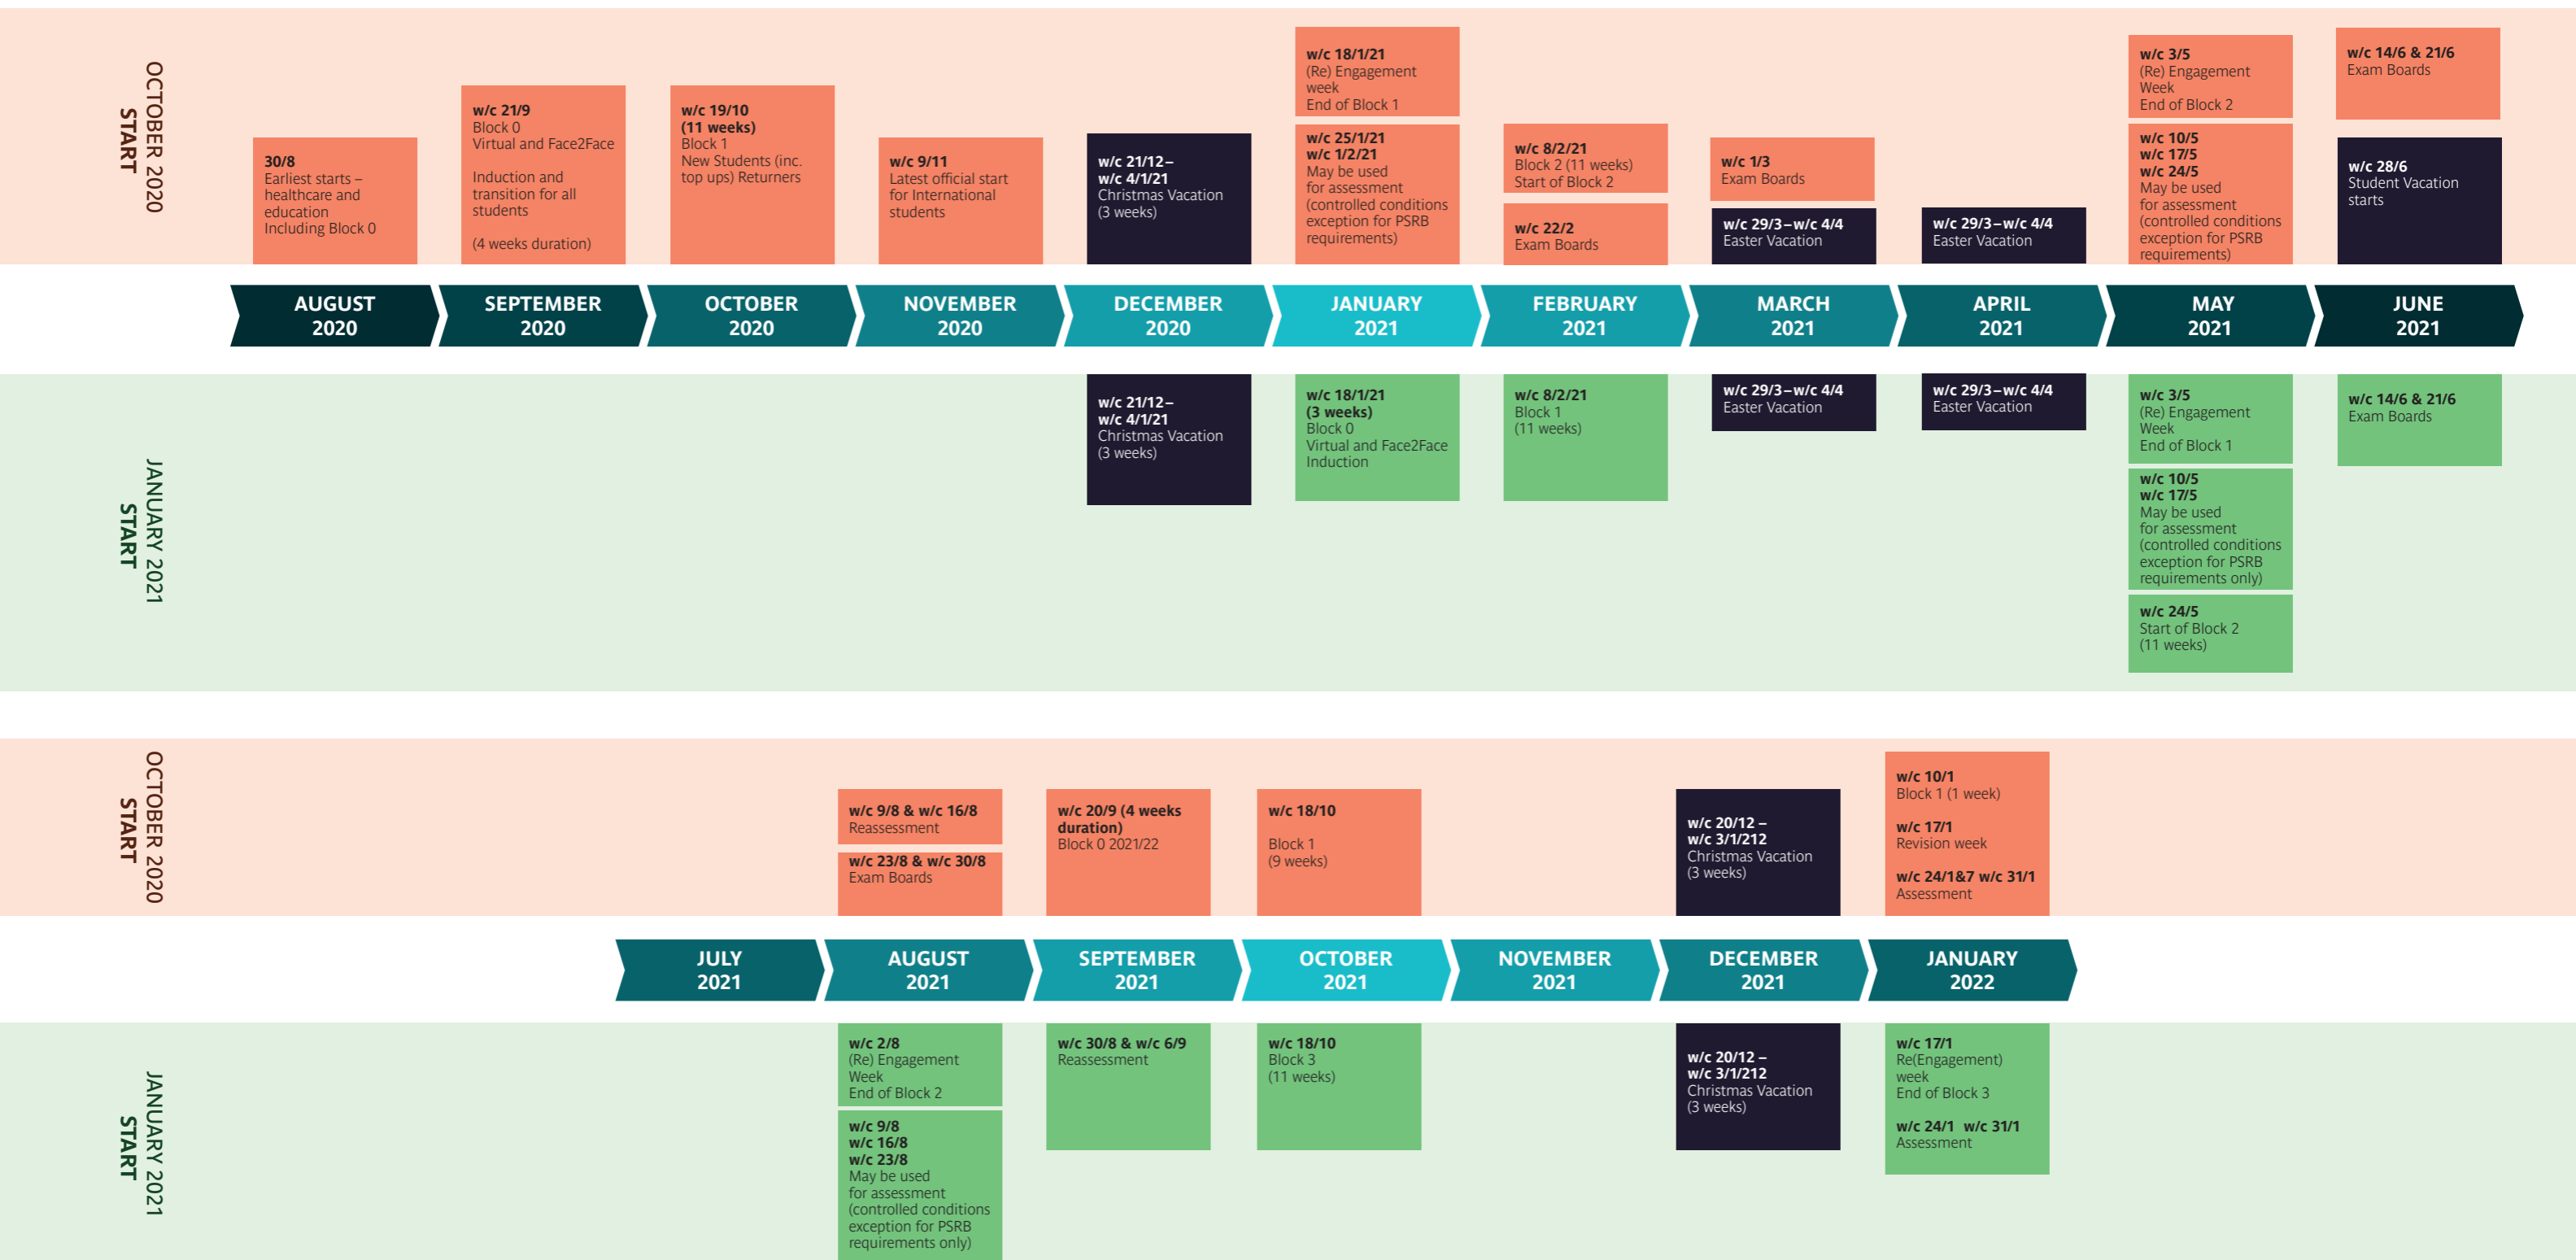 OCTOBER 2020
START
30/8
Earliest starts –
healthcare and
education
Including Block 0
w/c 21/9
Block 0
Virtual and Face2Face
Induction and
transition for all
students
(4 weeks duration)
w/c 19/10
(11 weeks)
Block 1
New Students (inc.
top ups) Returners
w/c 9/11
Latest official start
for International
students
w/c 21/12–
w/c 4/1/21
Christmas Vacation
(3 weeks)
w/c 18/1/21
(Re) Engagement
week
End of Block 1
w/c 25/1/21
w/c 1/2/21
May be used
for assessment
(controlled conditions
exception for PSRB
requirements)
w/c 8/2/21
Block 2 (11 weeks)
Start of Block 2
w/c 22/2
Exam Boards
w/c 1/3
Exam Boards
w/c 29/3–w/c 4/4
Easter Vacation
w/c 29/3–w/c 4/4
Easter Vacation
w/c 3/5
(Re) Engagement
Week
End of Block 2
w/c 10/5
w/c 17/5
w/c 24/5
May be used
for assessment
(controlled conditions
exception for PSRB
requirements)
w/c 14/6 & 21/6
Exam Boards
w/c 28/6
Student Vacation
starts
AUGUST
2020
SEPTEMBER
2020
OCTOBER
2020
NOVEMBER
2020
DECEMBER
2020
JANUARY
2021
FEBRUARY
2021
MARCH
2021
APRIL
2021
MAY
2021
JUNE
2021
JANUARY 2021
START
w/c 21/12–
w/c 4/1/21
Christmas Vacation
(3 weeks)
w/c 18/1/21
(3 weeks)
Block 0
Virtual and Face2Face
Induction
w/c 8/2/21
Block 1
(11 weeks)
w/c 29/3–w/c 4/4
Easter Vacation
w/c 29/3–w/c 4/4
Easter Vacation
w/c 3/5
(Re) Engagement
Week
End of Block 1
w/c 10/5
w/c 17/5
May be used
for assessment
(controlled conditions
exception for PSRB
requirements only)
w/c 24/5
Start of Block 2
(11 weeks)
w/c 14/6 & 21/6
Exam Boards
OCTOBER 2020
START
w/c 9/8 & w/c 16/8
Reassessment
w/c 23/8 & w/c 30/8
Exam Boards
w/c 20/9 (4 weeks
duration)
Block 0 2021/22
w/c 18/10
Block 1
(9 weeks)
w/c 20/12 –
w/c 3/1/212
Christmas Vacation
(3 weeks)
w/c 10/1
Block 1 (1 week)
w/c 17/1
Revision week
w/c 24/1&7 w/c 31/1
Assessment
JULY
2021
AUGUST
2021
SEPTEMBER
2021
OCTOBER
2021
NOVEMBER
2021
DECEMBER
2021
JANUARY
2022
JANUARY 2021
START
w/c 2/8
(Re) Engagement
Week
End of Block 2
w/c 9/8
w/c 16/8
w/c 23/8
May be used
for assessment
(controlled conditions
exception for PSRB
requirements only)
w/c 30/8 & w/c 6/9
Reassessment
w/c 18/10
Block 3
(11 weeks)
w/c 20/12 –
w/c 3/1/212
Christmas Vacation
(3 weeks)
w/c 17/1
Re(Engagement)
week
End of Block 3
w/c 24/1 w/c 31/1
Assessment